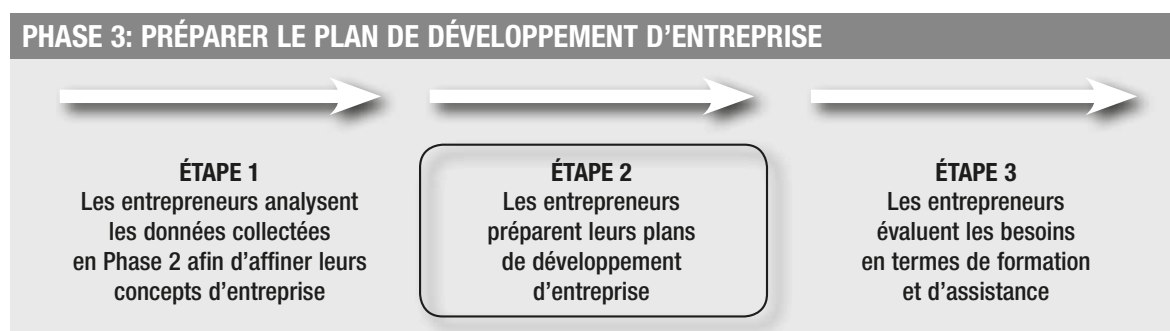 PHASE 3: PRÉPARER LE PLAN DE DÉVELOPPEMENT D’ENTREPRISE
ÉTAPE 1
Les entrepreneurs analysent
les données collectées
en Phase 2 afin d’affiner leurs
concepts d’entreprise
ÉTAPE 2
Les entrepreneurs
préparent leurs plans
de développement
d’entreprise
ÉTAPE 3
Les entrepreneurs
évaluent les besoins
en termes de formation
et d’assistance